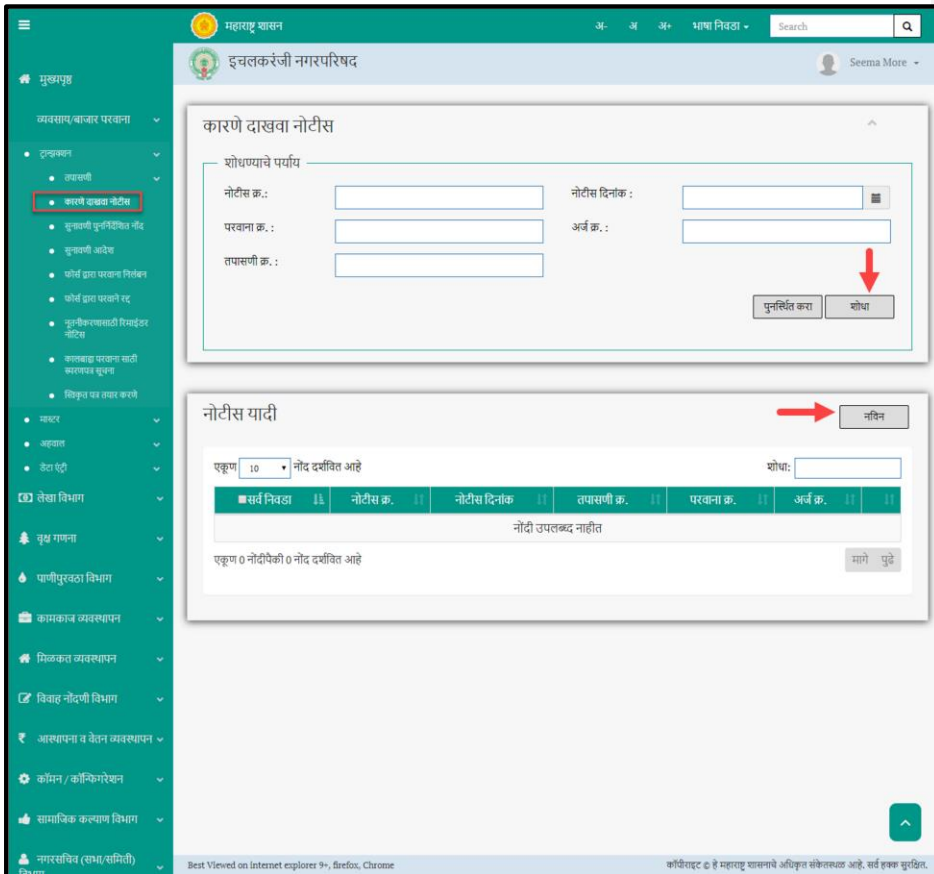 महाराष्ट्र शासन
अ- अ अ+ भाषा निवडा
Search
इचलकरंजी नगरपरिषद
Seema More
मुख्यपृष्ठ
व्यवसाय/बाजार परवाना
ट्रान्झाक्शन
तपासणी
कारणे दाखवा नोटीस
सुनावणी पुनर्निर्देशित नोंद
सुनावणी आदेश
फोर्स द्वारा परवाना निलंबन
फोर्स द्वारा परवाने रद्द
नूतनीकरणासाठी रिमाईंडर
नोटिस
कालबाह्य परवाना साठी
स्मरणपत्र सूचना
स्विकृत पत्र तयार करणे
मास्टर
अहवाल
डेटा एंट्री
लेखा विभाग
वृक्ष गणना
पाणीपुरवठा विभाग
कामकाज व्यवस्थापन
मिळकत व्यवस्थापन
विवाह नोंदणी विभाग
आस्थापना व वेतन व्यवस्थापन
कॉमन / कॉन्फिगरेशन
सामाजिक कल्याण विभाग
नगरसचिव (सभा/समिती)
विभाग
कारणे दाखवा नोटीस
शोधण्याचे पर्याय
नोटीस क्र.:
नोटीस दिनांक :
परवाना क्र. :
अर्ज क्र. :
तपासणी क्र. :
पुनर्स्थित करा
शोधा
नोटीस यादी
नविन
एकूण 10 नोंद दर्शवित आहे
शोधा:
सर्व निवडा नोटीस क्र. नोटीस दिनांक तपासणी क्र. परवाना क्र. अर्ज क्र.
नोंदी उपलब्द नाहीत
एकूण 0 नोंदीपैकी 0 नोंद दर्शवित आहे
मागे पुढे
Best Viewed on internet explorer 9+, firefox, Chrome
कॉपीराइट © हे महाराष्ट्र शासनाचे अधिकृत संकेतस्थळ आहे. सर्व हक्क सुरक्षित.